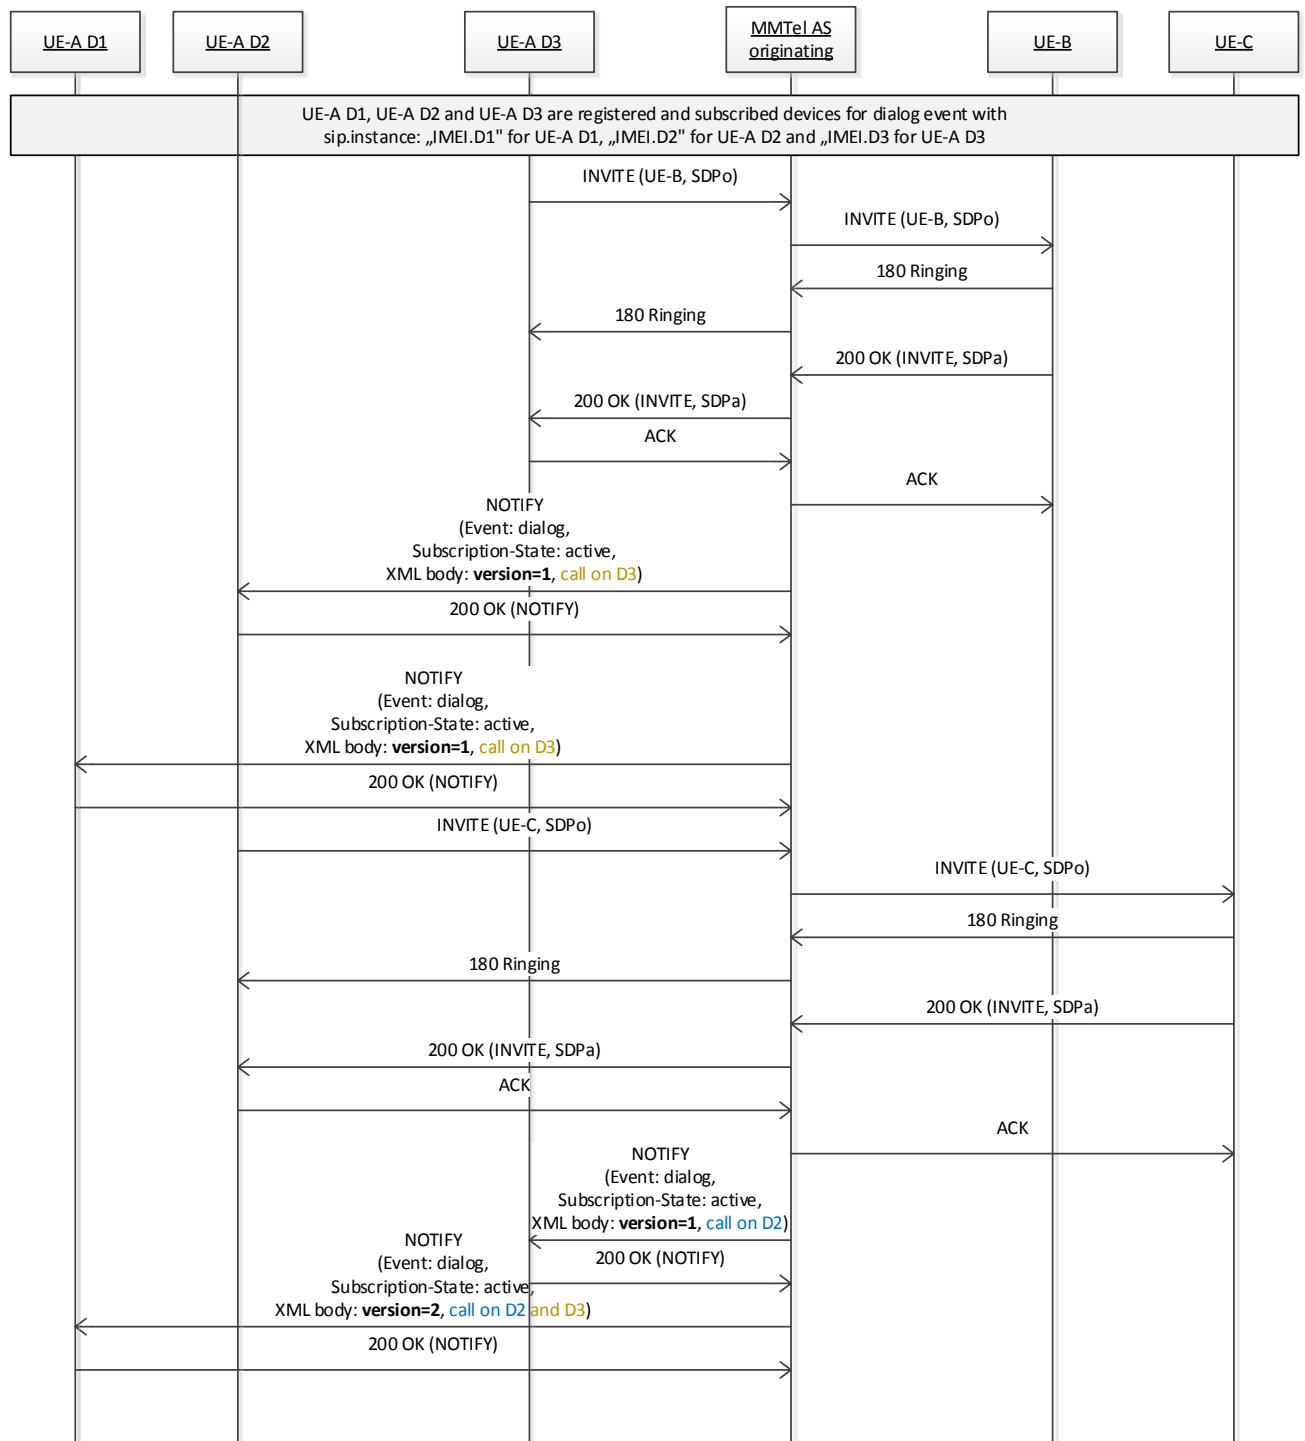 UE-A D1
UE-A D2
UE-A D3
MMTel AS
originating
UE-B
UE-C
UE-A D1, UE-A D2 and UE-A D3 are registered and subscribed devices for dialog event with
sip.instance: „IMEI.D1" for UE-A D1, „IMEI.D2" for UE-A D2 and „IMEI.D3 for UE-A D3
INVITE (UE-B, SDPo)
INVITE (UE-B, SDPo)
180 Ringing
180 Ringing
200 OK (INVITE, SDPa)
200 OK (INVITE, SDPa)
ACK
ACK
NOTIFY
(Event: dialog,
Subscription-State: active,
XML body: version=1, call on D3)
200 OK (NOTIFY)
NOTIFY
(Event: dialog,
Subscription-State: active,
XML body: version=1, call on D3)
200 OK (NOTIFY)
INVITE (UE-C, SDPo)
INVITE (UE-C, SDPo)
180 Ringing
180 Ringing
200 OK (INVITE, SDPa)
200 OK (INVITE, SDPa)
ACK
ACK
NOTIFY
(Event: dialog,
Subscription-State: active,
XML body: version=1, call on D2)
200 OK (NOTIFY)
NOTIFY
(Event: dialog,
Subscription-State: active,
XML body: version=2, call on D2 and D3)
200 OK (NOTIFY)